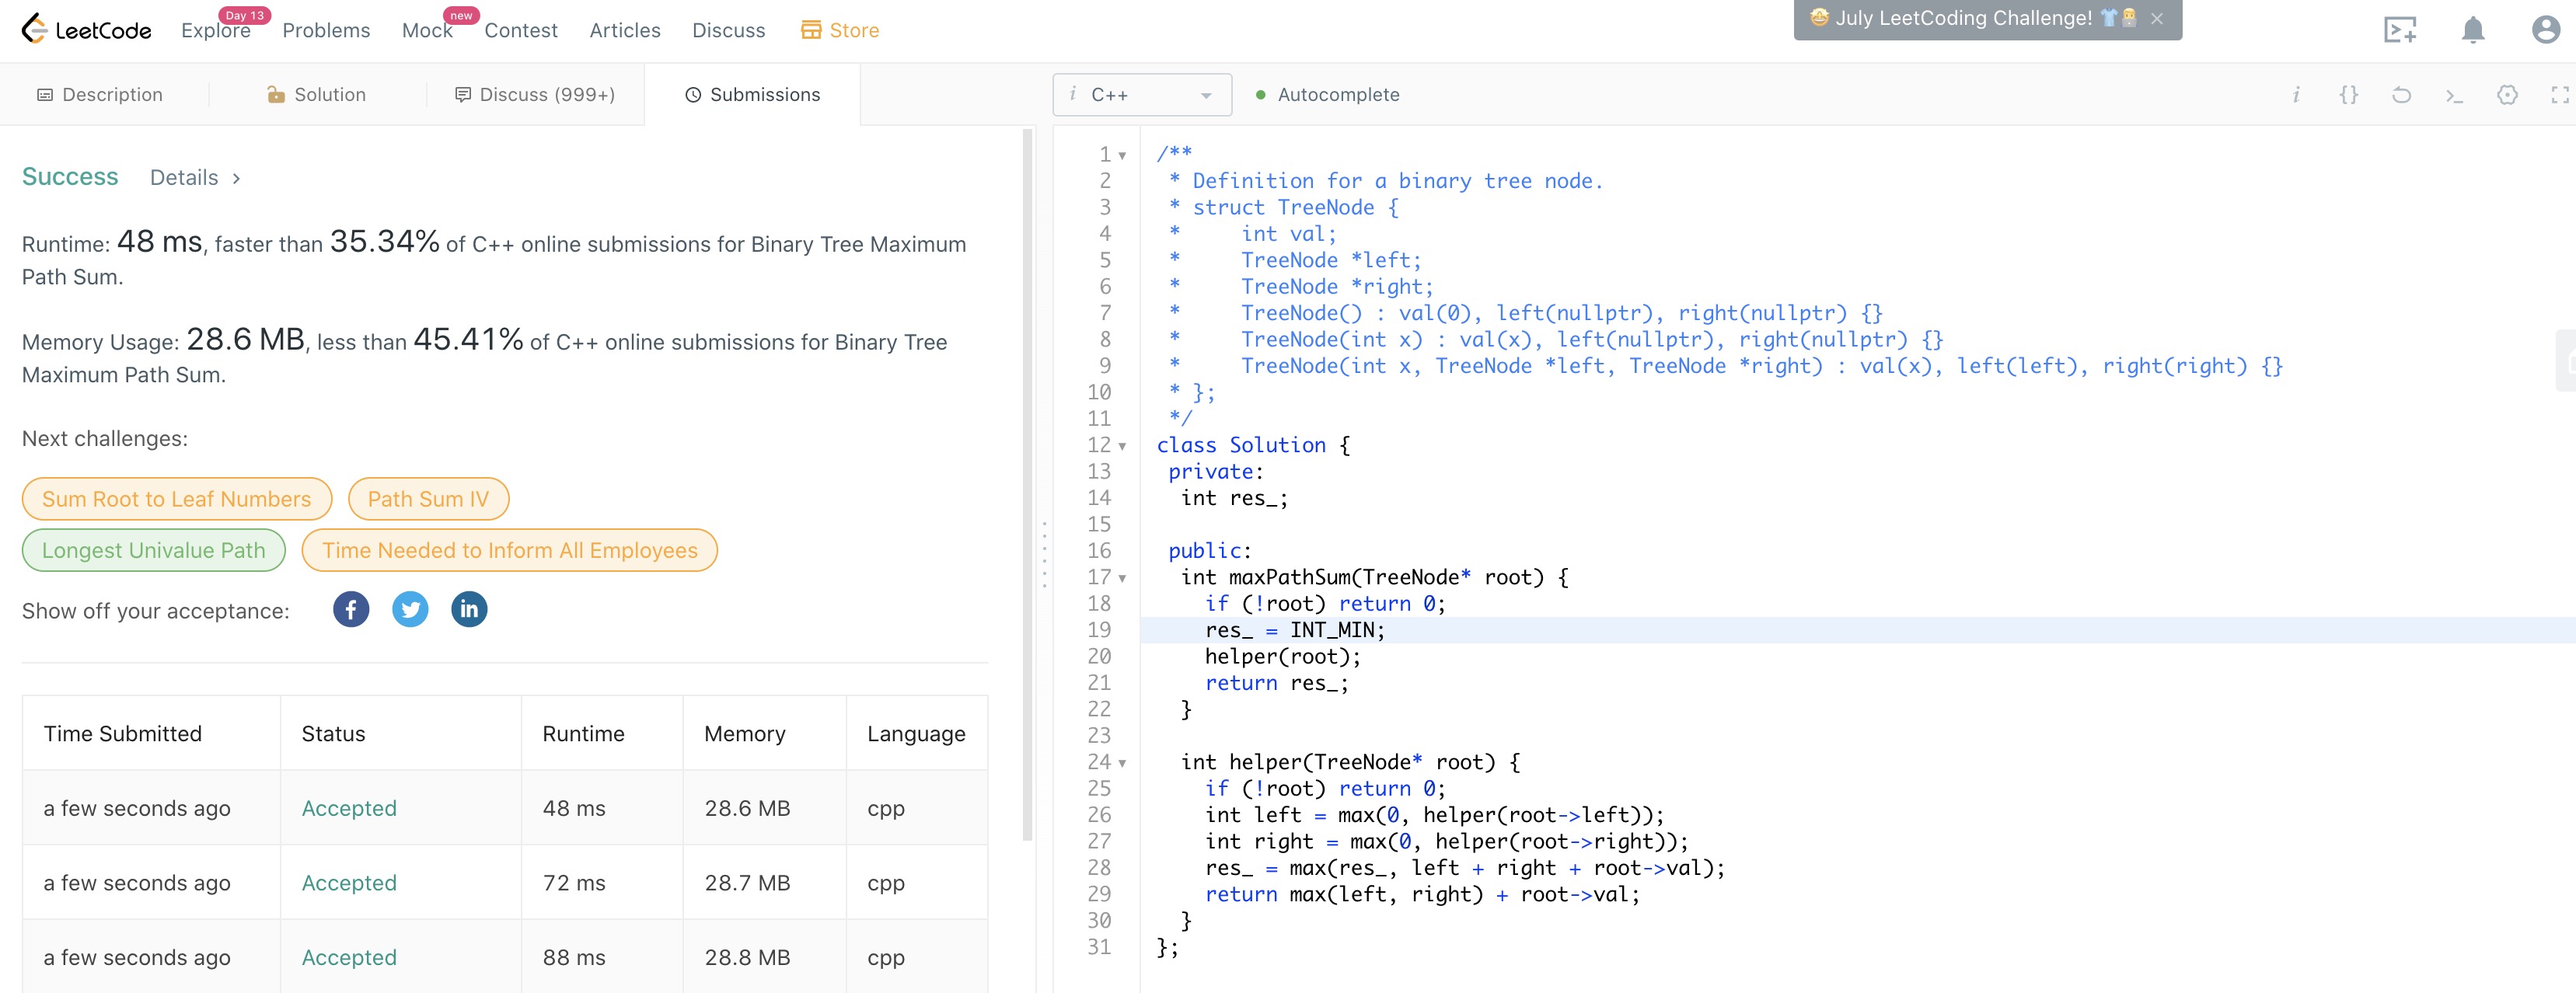 LeetCode
Explore
Day 13
Problems
Mock
new
Contest
Articles
Discuss
Store
July LeetCoding Challenge!
Description
Solution
Discuss (999+)
Submissions
i C++
Autocomplete
Success Details >
Runtime: 48 ms, faster than 35.34% of C++ online submissions for Binary Tree Maximum
Path Sum.
Memory Usage: 28.6 MB, less than 45.41% of C++ online submissions for Binary Tree
Maximum Path Sum.
Next challenges:
Sum Root to Leaf Numbers
Path Sum IV
Longest Univalue Path
Time Needed to Inform All Employees
Show off your acceptance:
Time Submitted Status Runtime Memory Language
a few seconds ago Accepted 48 ms 28.6 MB cpp
a few seconds ago Accepted 72 ms 28.7 MB cpp
a few seconds ago Accepted 88 ms 28.8 MB cpp
1 /**
2 * Definition for a binary tree node.
3 * struct TreeNode {
4 * int val;
5 * TreeNode *left;
6 * TreeNode *right;
7 * TreeNode() : val(0), left(nullptr), right(nullptr) {}
8 * TreeNode(int x) : val(x), left(nullptr), right(nullptr) {}
9 * TreeNode(int x, TreeNode *left, TreeNode *right) : val(x), left(left), right(right) {}
10 * };
11 */
12 class Solution {
13 private:
14 int res_;
15
16 public:
17 int maxPathSum(TreeNode* root) {
18 if (!root) return 0;
19 res_ = INT_MIN;
20 helper(root);
21 return res_;
22 }
23
24 int helper(TreeNode* root) {
25 if (!root) return 0;
26 int left = max(0, helper(root->left));
27 int right = max(0, helper(root->right));
28 res_ = max(res_, left + right + root->val);
29 return max(left, right) + root->val;
30 }
31 };